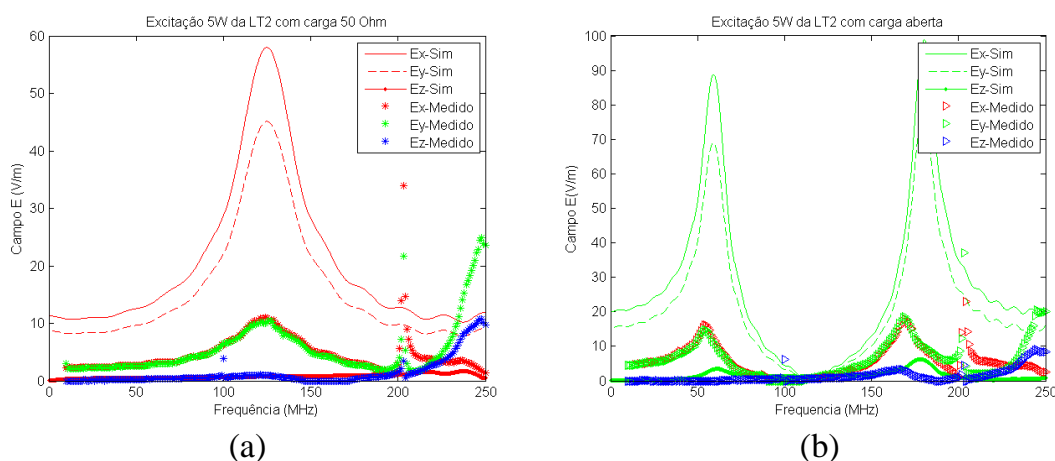 Excitação 5W da LT2 com carga 50 Ohm
60
50
40
30
20
10
0
0
50
100
150
200
250
Campo E (V/m)
Frequência (MHz)
Ex-Sim
Ey-Sim
Ez-Sim
Ex-Medido
Ey-Medido
Ez-Medido
(a)
Excitação 5W da LT2 com carga aberta
100
90
80
70
60
50
40
30
20
10
0
0
50
100
150
200
250
Campo E(V/m)
Frequencia (MHz)
Ex-Sim
Ey-Sim
Ez-Sim
Ex-Medido
Ey-Medido
Ez-Medido
(b)